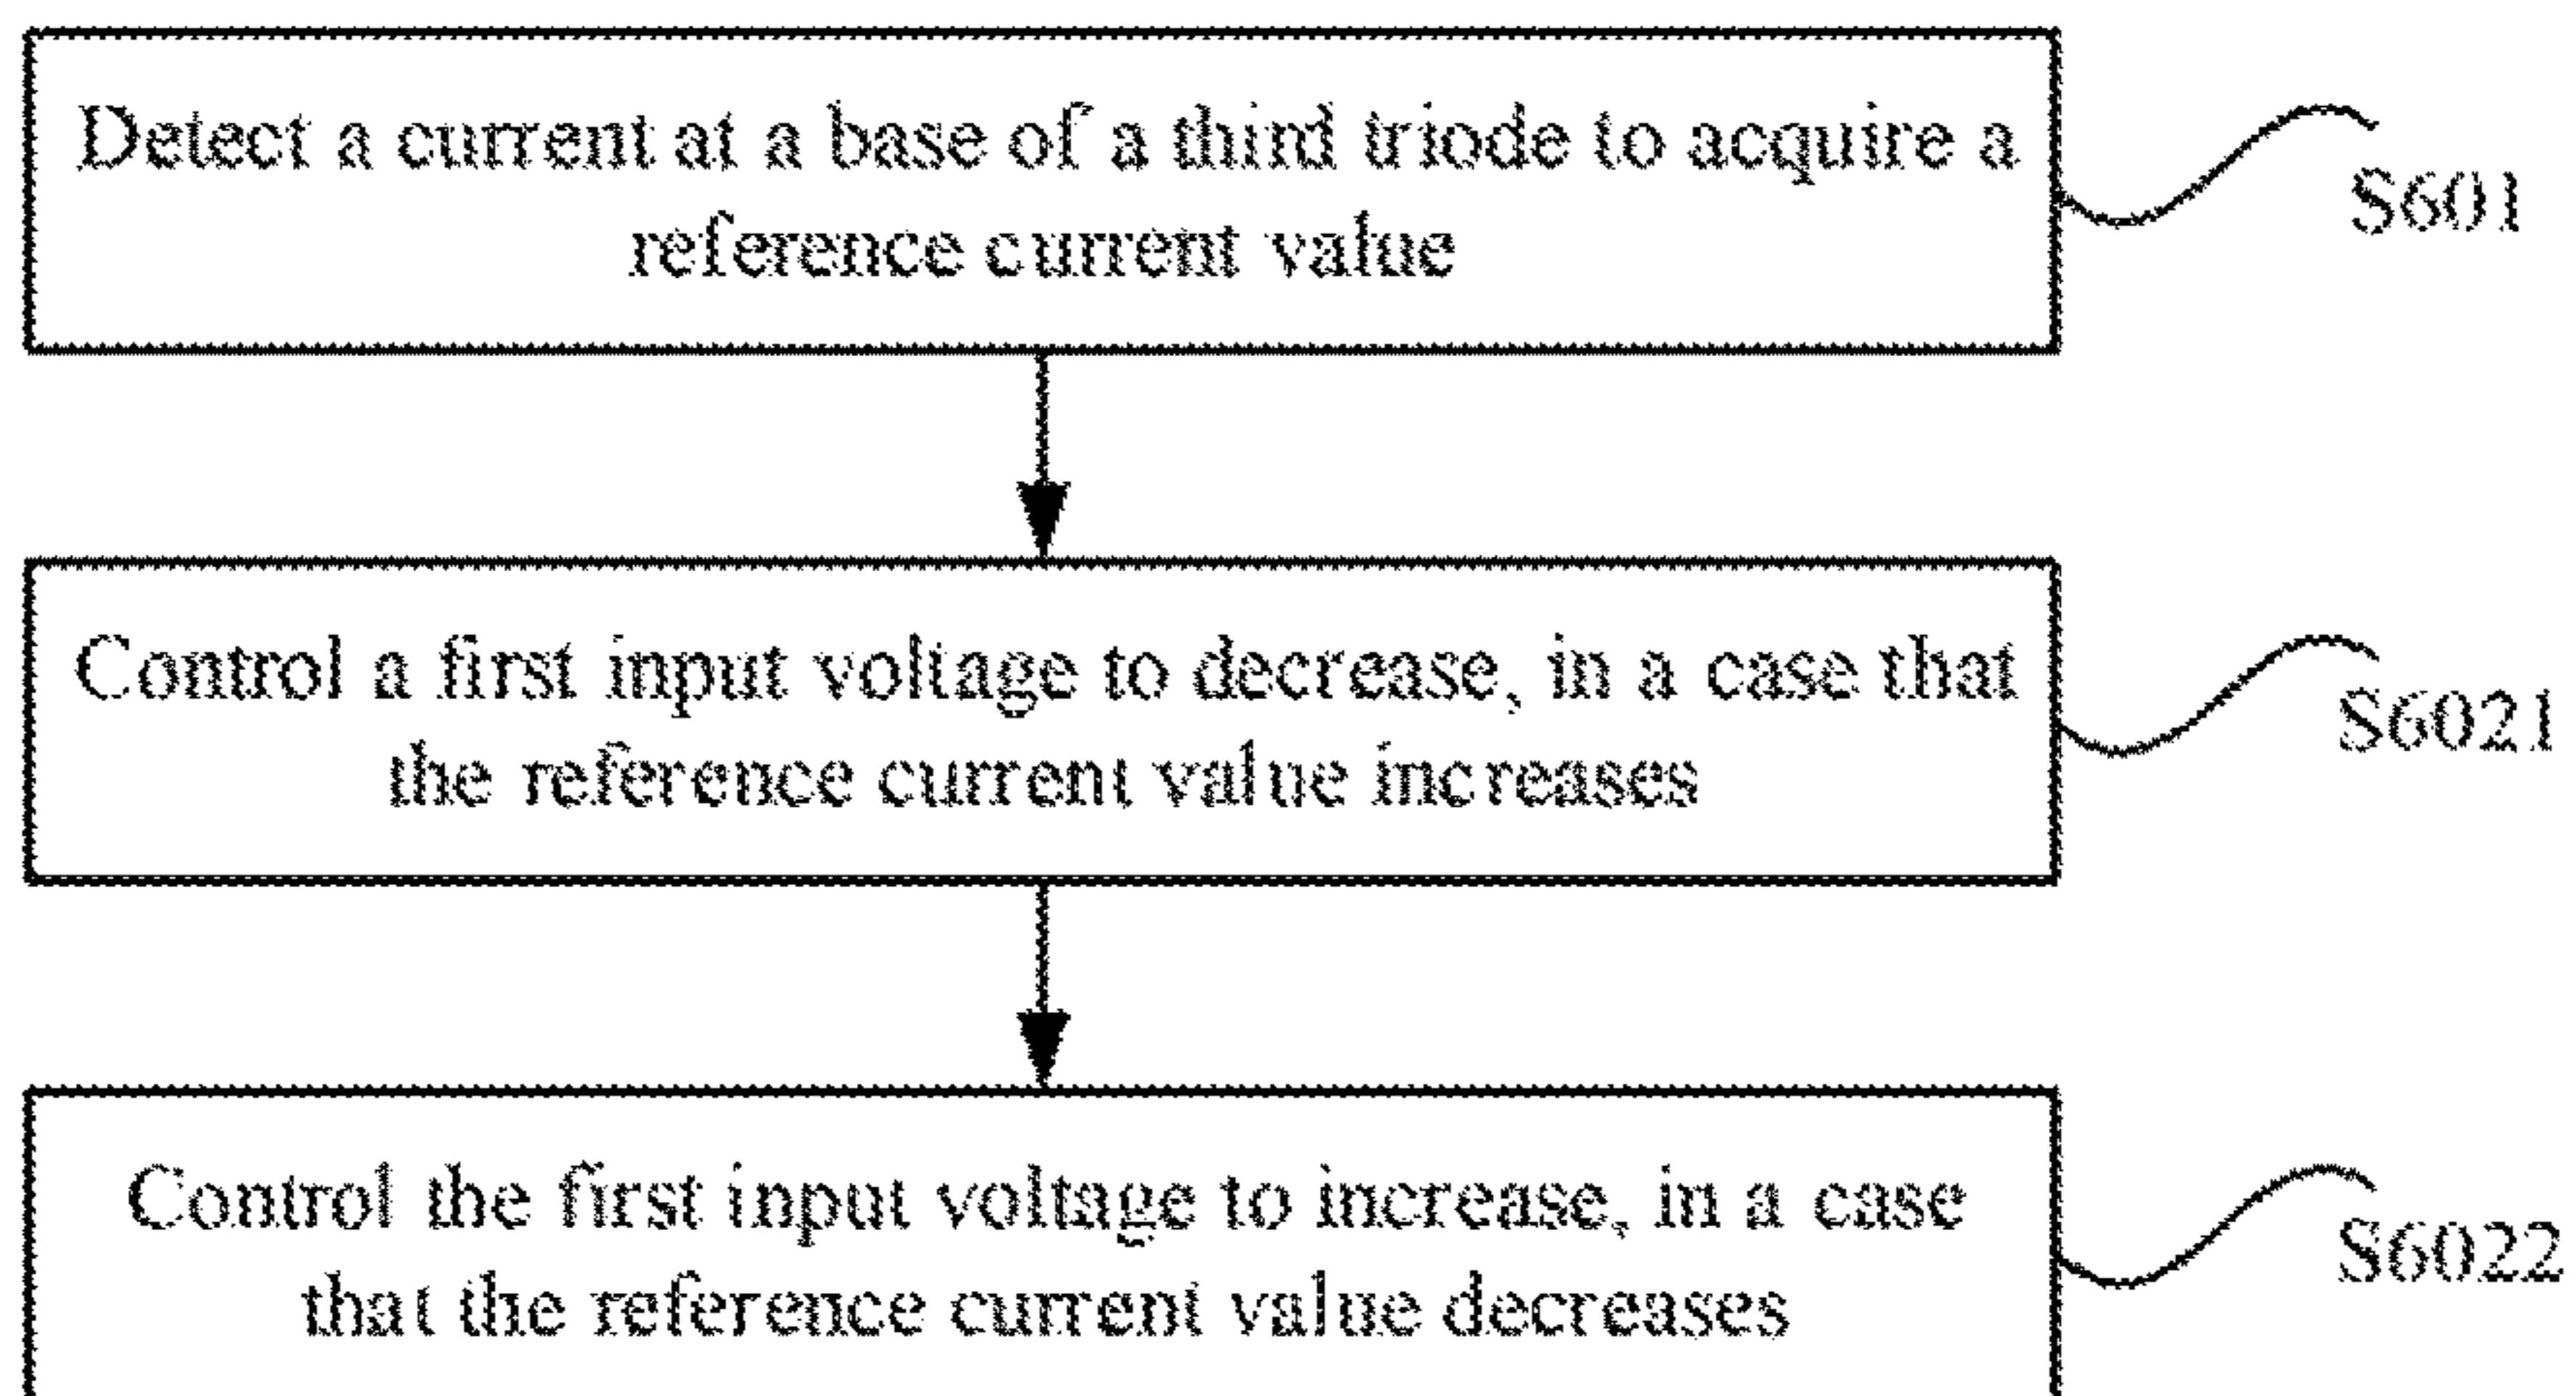 Detect a current at a base of a third triode to acquire a
reference current value
S601
Control a first input voltage to decrease, in a case that
the reference current value increases
S6021
Control the first input voltage to increase, in a case
that the reference current value decreases
S6022